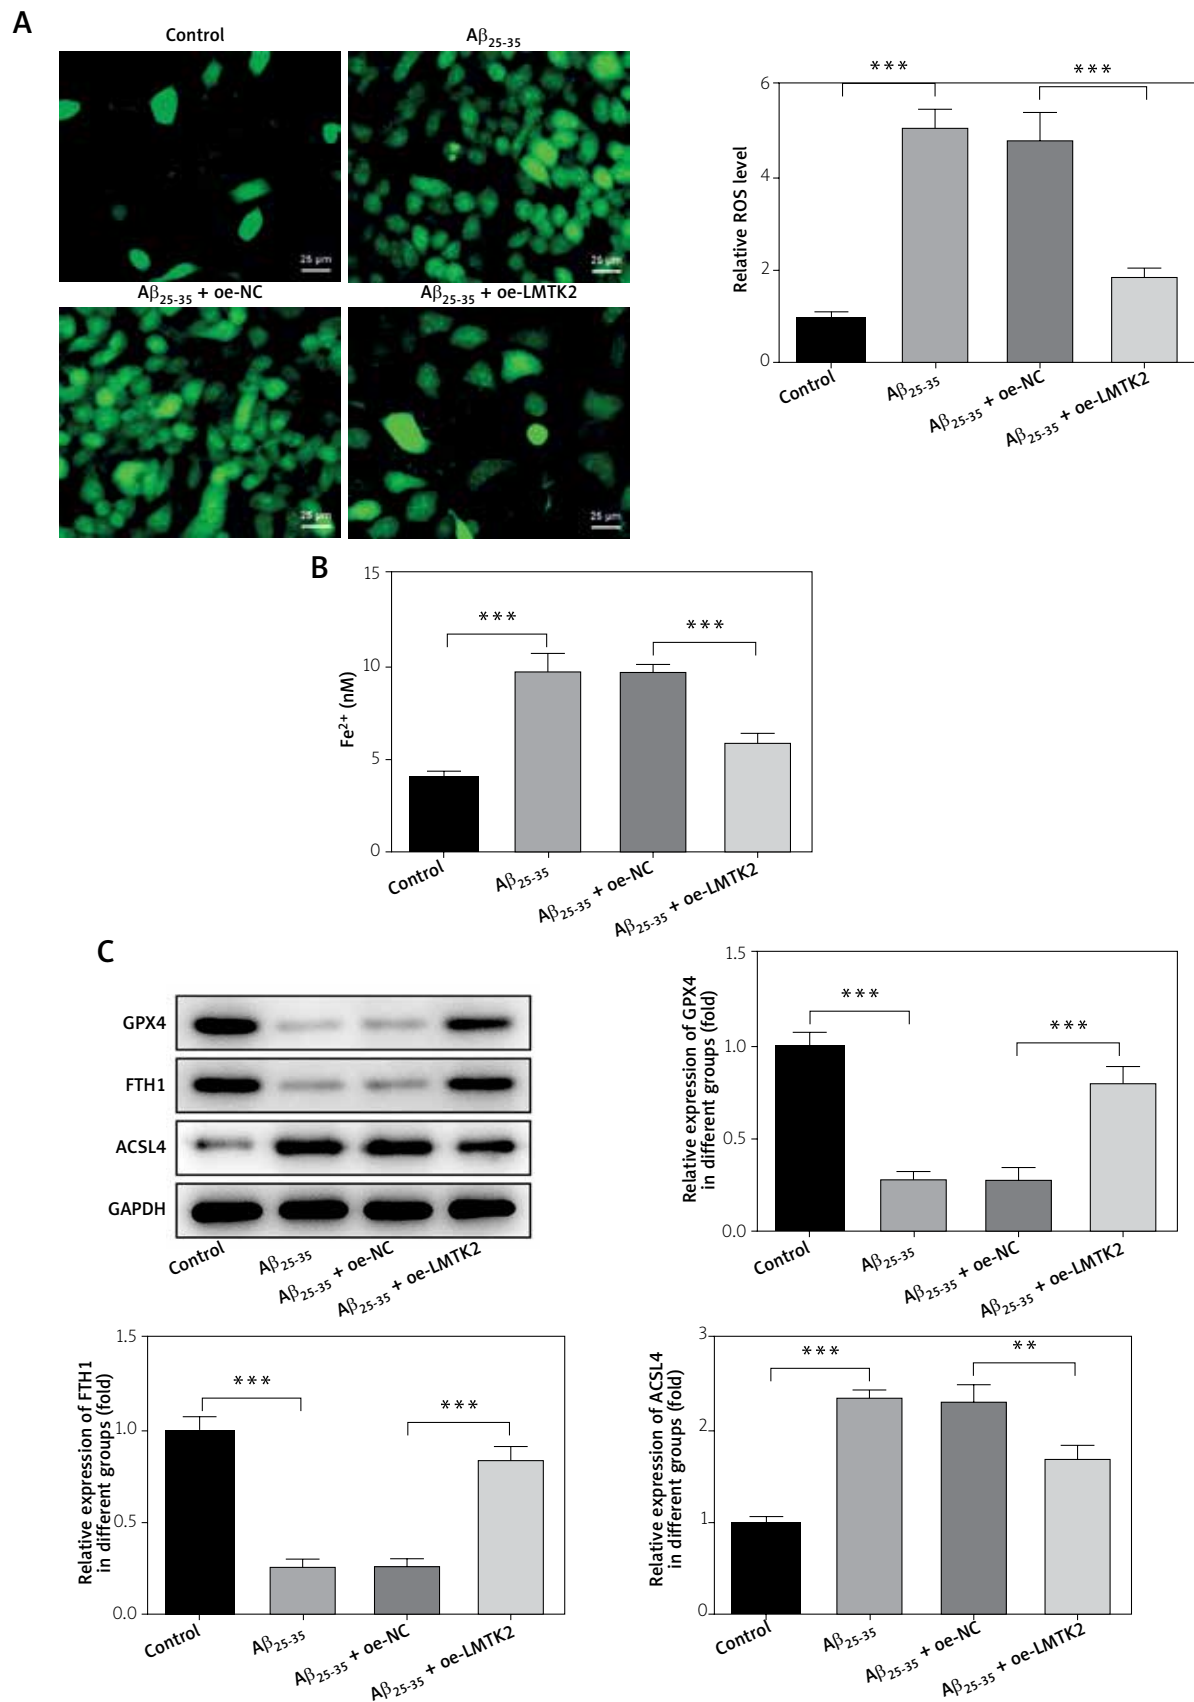 A
Control
Aβ25-35
25 µm
25 µm
Aβ25-35 + oe-NC
Aβ25-35 + oe-LMTK2
25 µm
25 µm
Relative ROS level
6
4
2
0
***
***
Control
Aβ25-35
Aβ25-35 + oe-NC
Aβ25-35 + oe-LMTK2
B
Fe2+ (nM)
15
10
5
0
***
***
Control
Aβ25-35
Aβ25-35 + oe-NC
Aβ25-35 + oe-LMTK2
C
GPX4
FTH1
ACSL4
GAPDH
Control
Aβ25-35
Aβ25-35 + oe-NC
Aβ25-35 + oe-LMTK2
Relative expression of GPX4
in different groups (fold)
1.5
1.0
0.5
0.0
***
***
Control
Aβ25-35
Aβ25-35 + oe-NC
Aβ25-35 + oe-LMTK2
Relative expression of FTH1
in different groups (fold)
1.5
1.0
0.5
0.0
***
***
Control
Aβ25-35
Aβ25-35 + oe-NC
Aβ25-35 + oe-LMTK2
Relative expression of ACSL4
in different groups (fold)
3
2
1
0
***
**
Control
Aβ25-35
Aβ25-35 + oe-NC
Aβ25-35 + oe-LMTK2